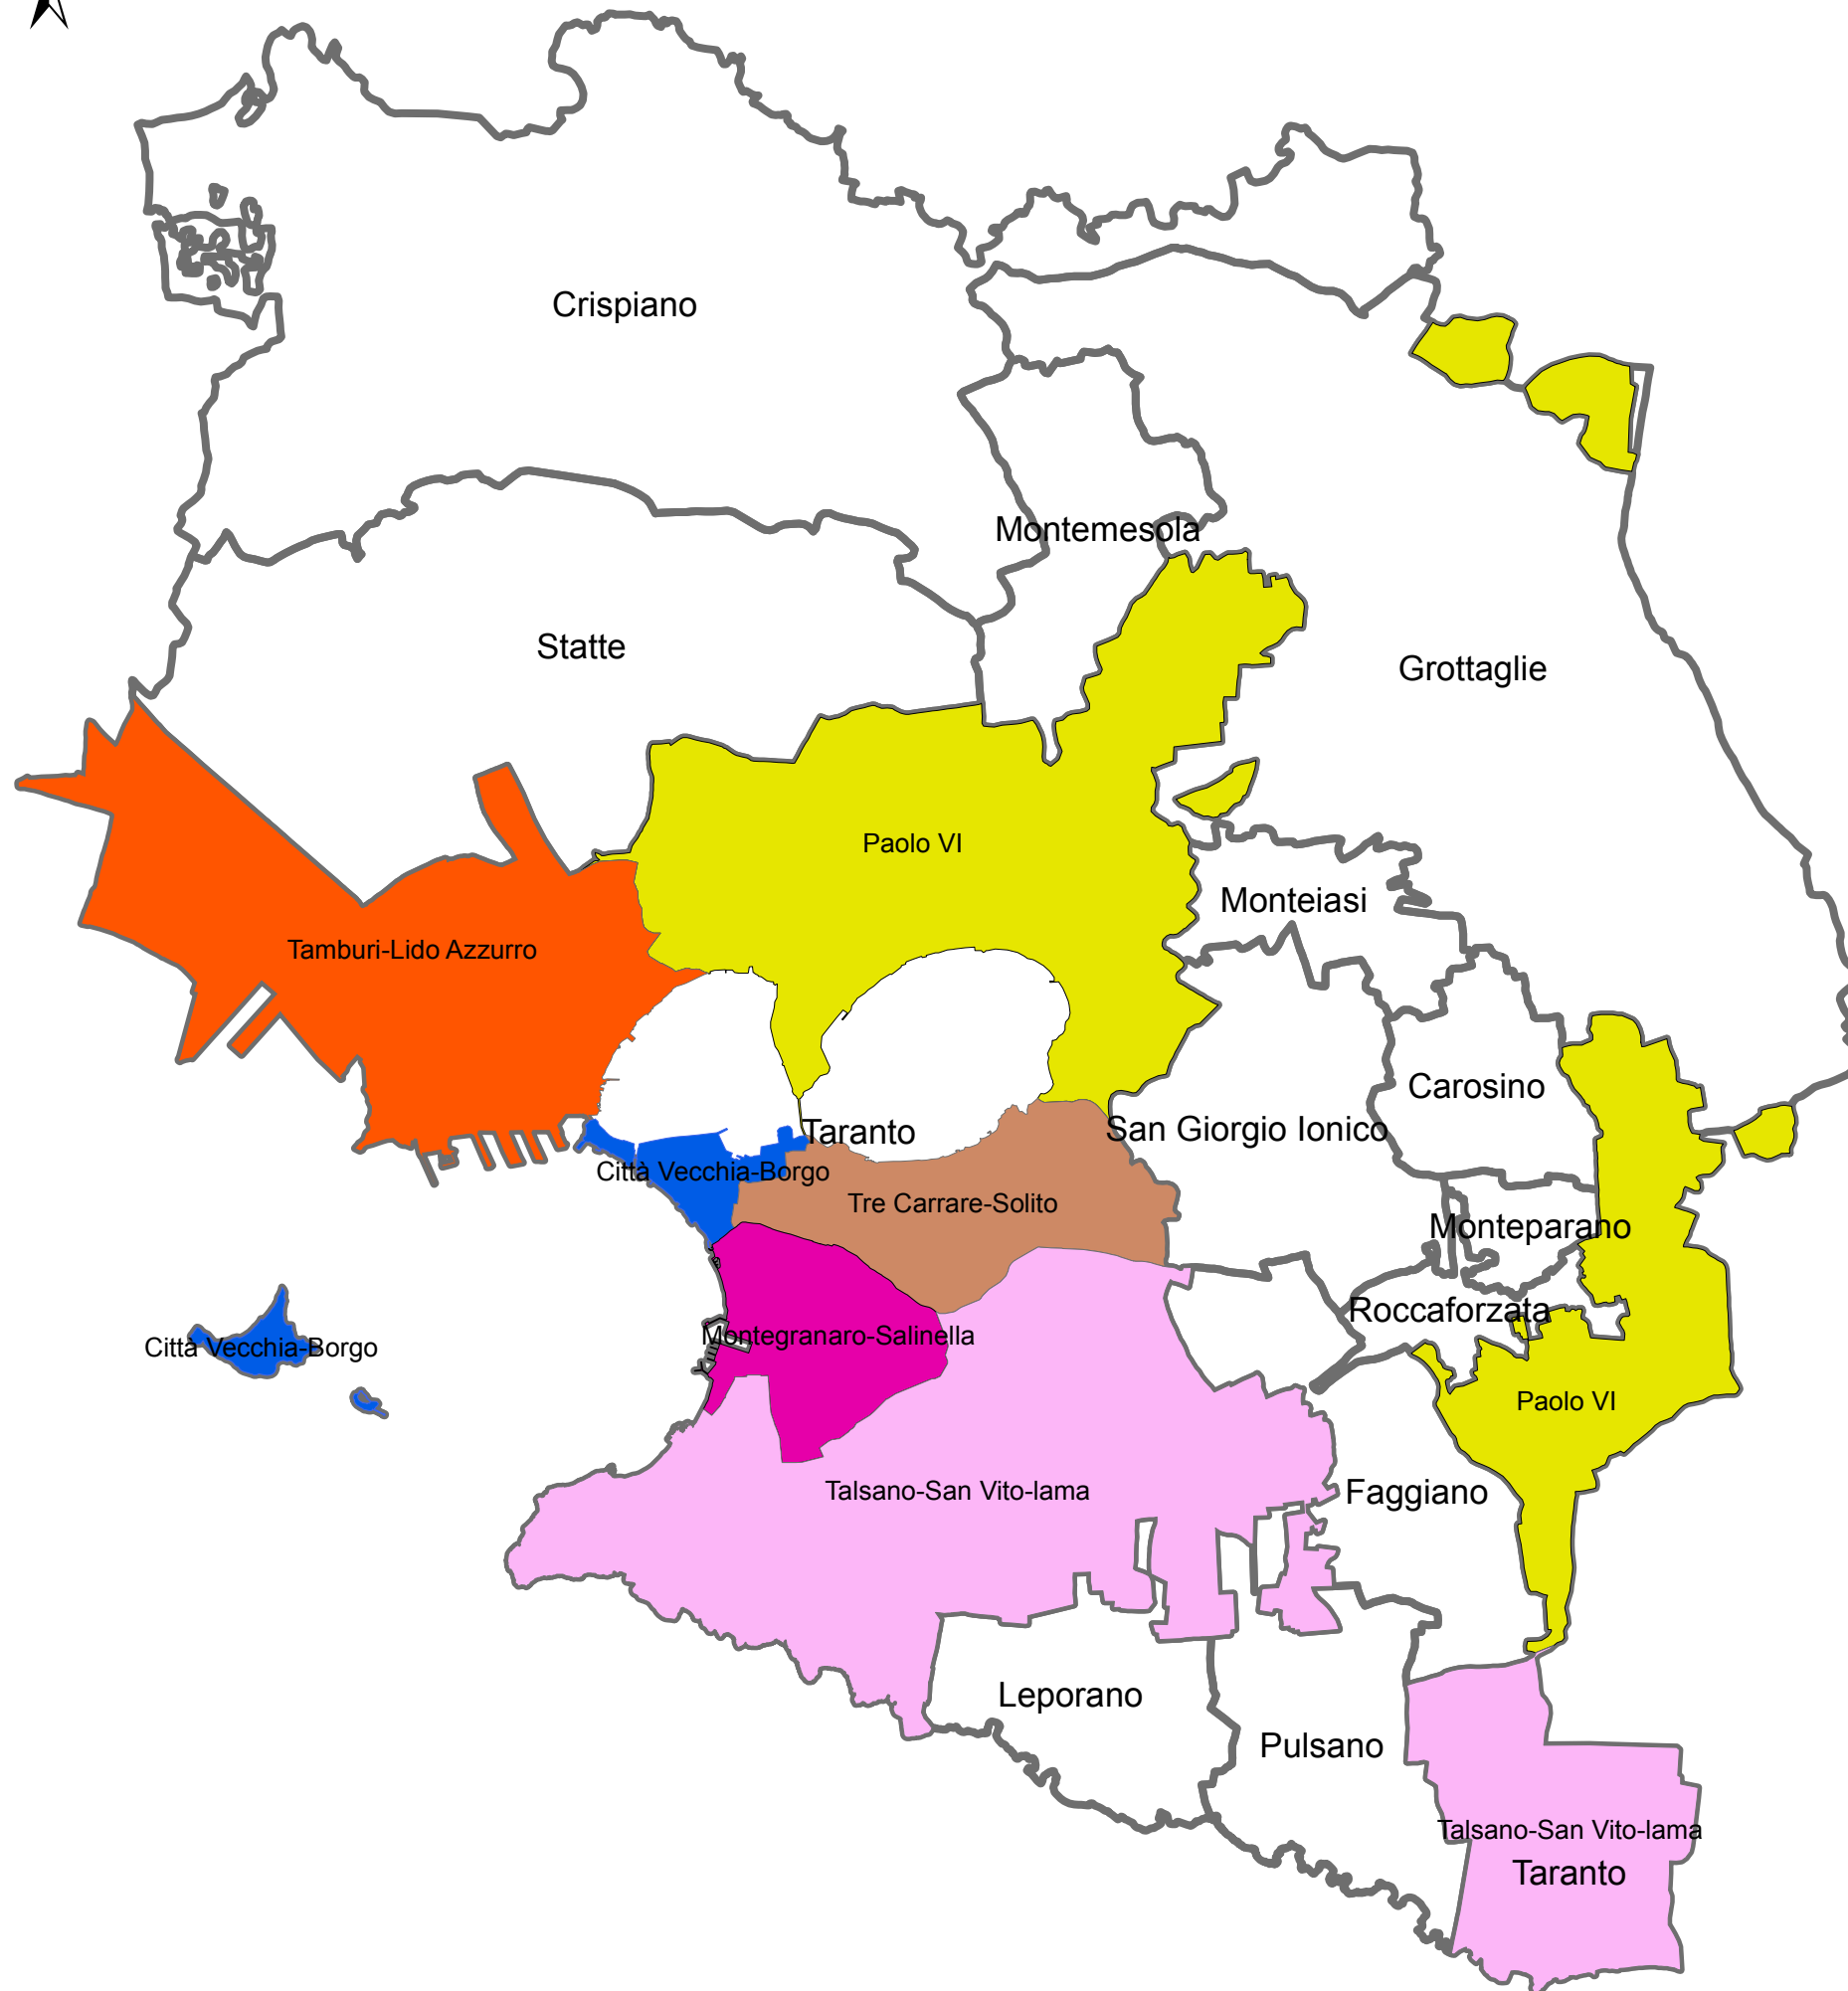 Crispiano
Montemesola
Statte
Grottaglie
Paolo VI
Monteiasi
Tamburi-Lido Azzurro
Carosino
San Giorgio Ionico
Taranto
Città Vecchia-Borgo
Tre Carrare-Solito
Monteparano
Roccaforzata
Montegranaro-Salinella
Città Vecchia-Borgo
Paolo VI
Talsano-San Vito-lama
Faggiano
Leporano
Pulsano
Talsano-San Vito-lama
Taranto